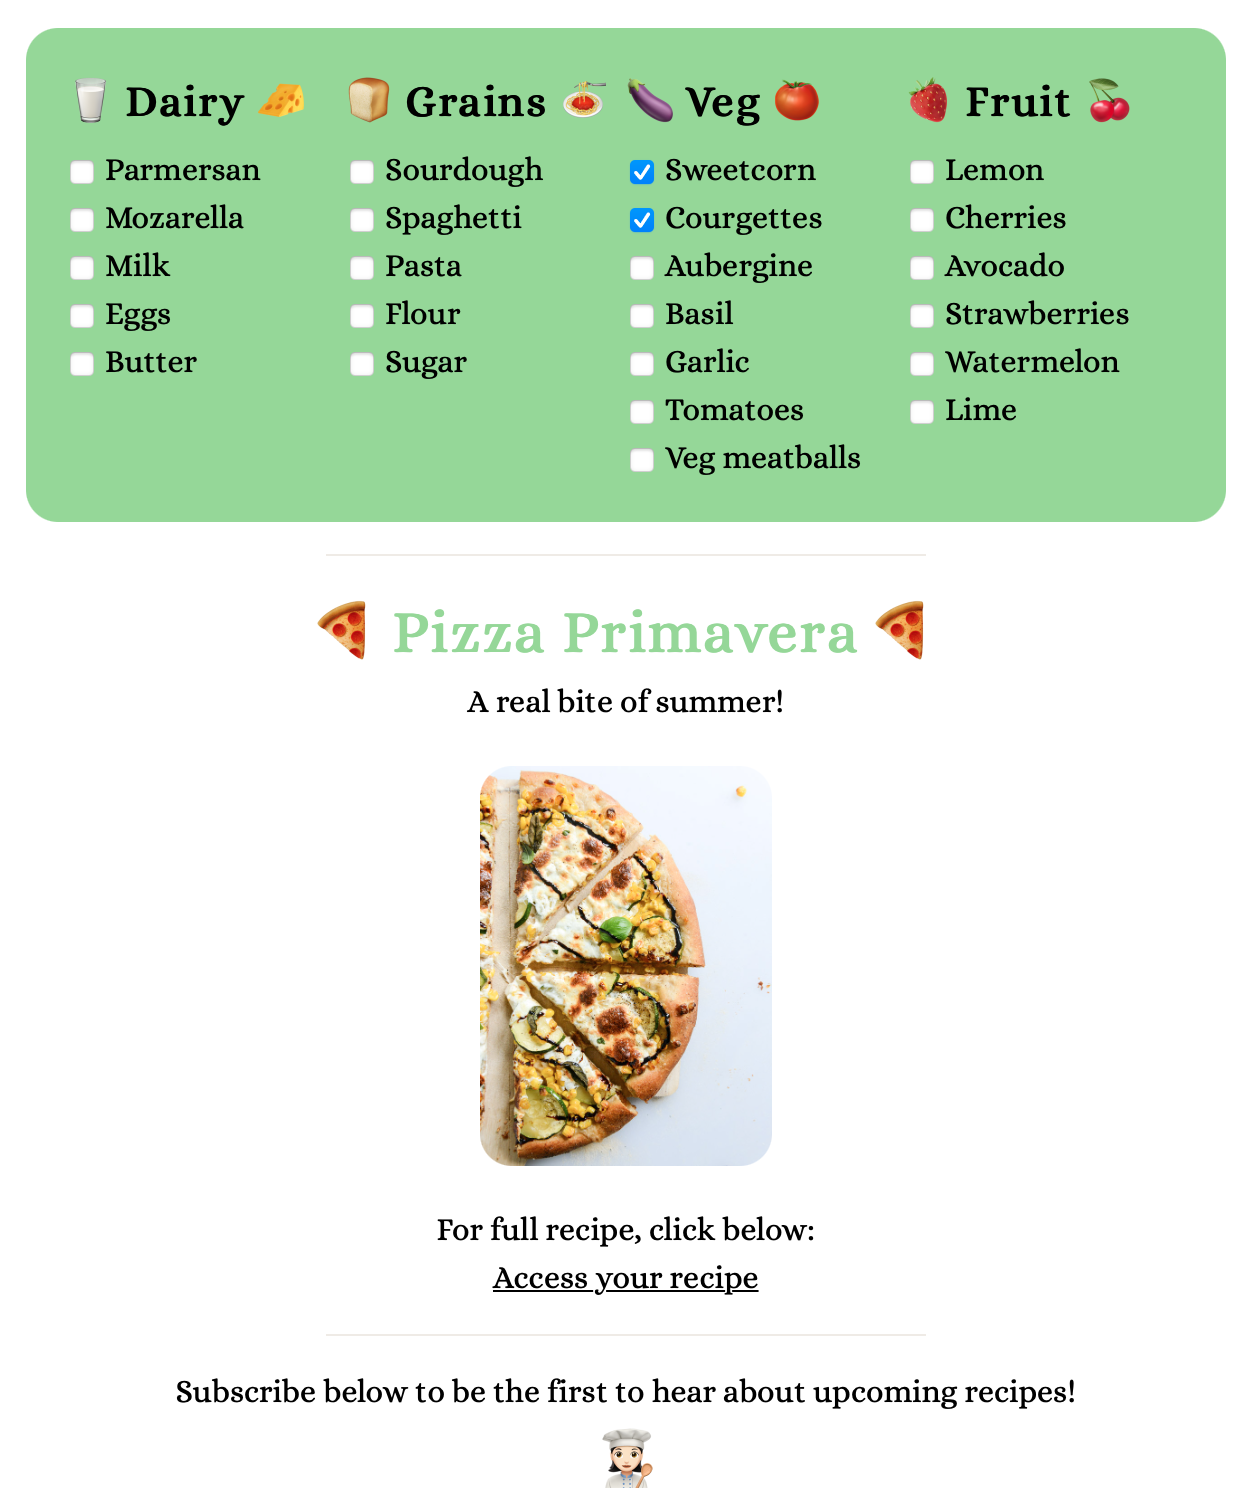 🥛 Dairy 🧀
Parmersan
Mozarella
Milk
Eggs
Butter
🍞 Grains 🍝
Sourdough
Spaghetti
Pasta
Flour
Sugar
🍆 Veg 🍅
Sweetcorn
Courgettes
Aubergine
Basil
Garlic
Tomatoes
Veg meatballs
🍓 Fruit 🍒
Lemon
Cherries
Avocado
Strawberries
Watermelon
Lime
🍕 Pizza Primavera 🍕
A real bite of summer!
For full recipe, click below:
Access your recipe
Subscribe below to be the first to hear about upcoming recipes!